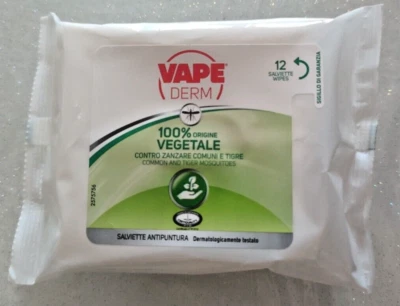 VAPE®
DERM
12
SALVIETTE
WIPES
SIGILLO DI GARANZIA
100% ORIGINE
VEGETALE
CONTRO ZANZARE COMUNI E TIGRE
COMMON AND TIGER MOSQUITOES
SALVIETTE ANTIPUNTURA Dermatologicamente testato